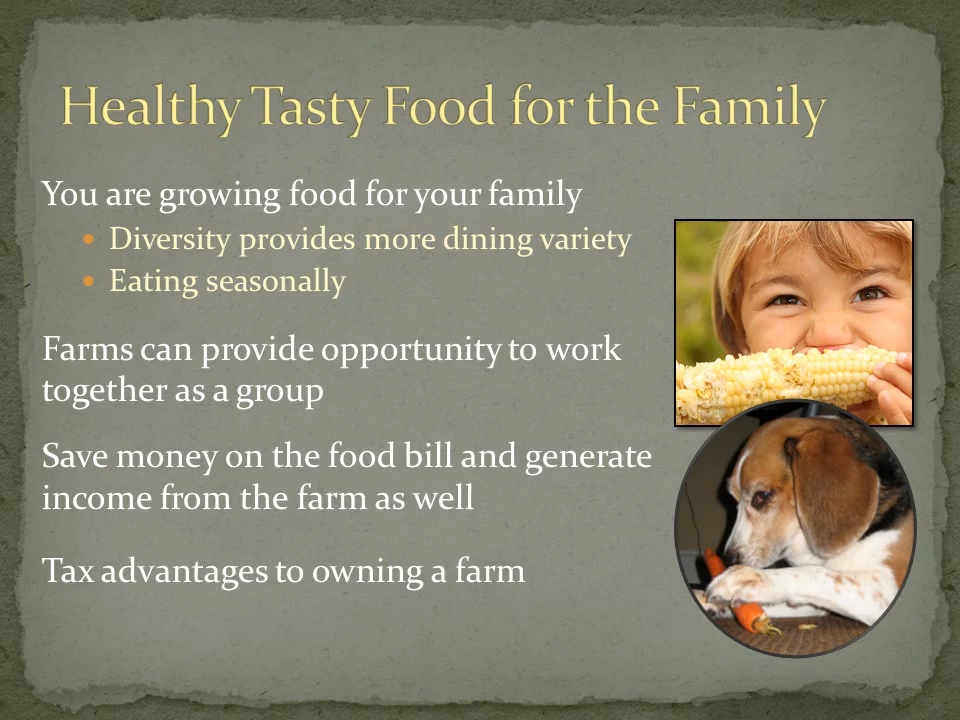 Healthy Tasty Food for the Family
You are growing food for your family
• Diversity provides more dining variety
• Eating seasonally
Farms can provide opportunity to work
together as a group
Save money on the food bill and generate
income from the farm as well
Tax advantages to owning a farm